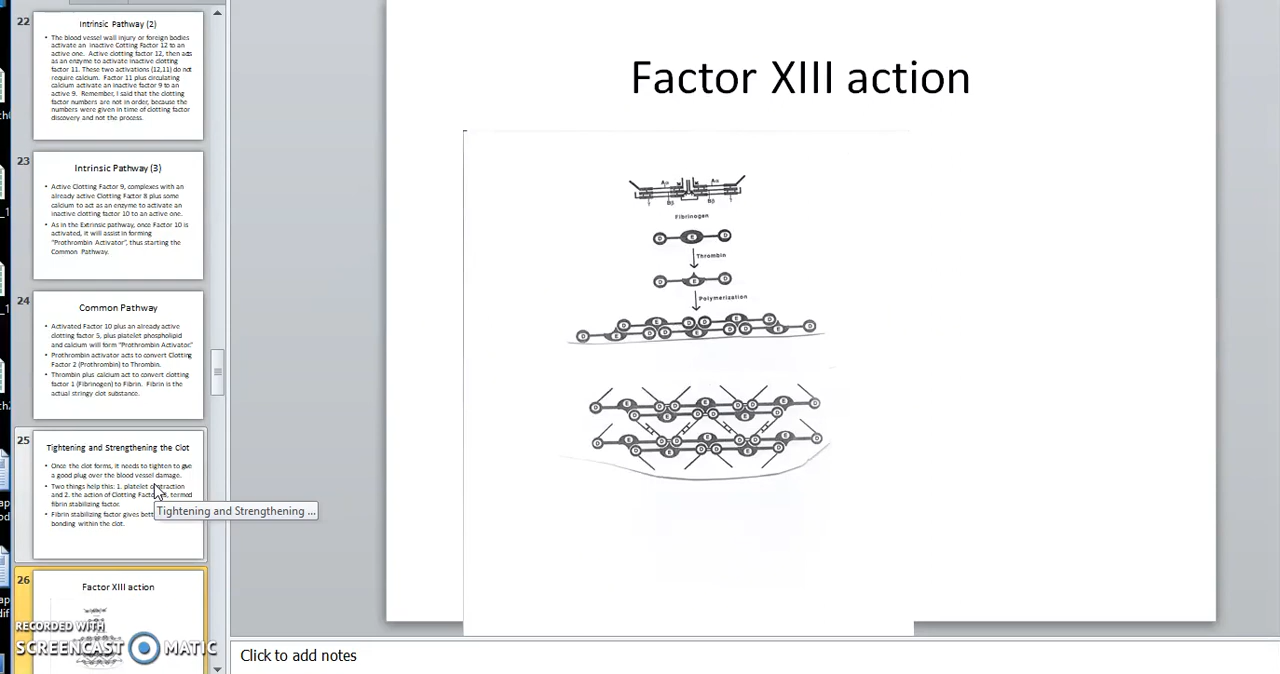 22
Intrinsic Pathway (2)
• The blood vessel wall injury or foreign bodies
activate an inactive Cotting Factor 12 to an
active one. Active clotting factor 12, then acts
as an enzyme to activate inactive clotting
factor 11. These two activations (12,11) do not
require calcium. Factor 11 plus circulating
calcium activate an inactive factor 9 to an
active 9. Remember, I said that the clotting
factor numbers are not in order, because the
numbers were given in time of clotting factor
discovery and not the process.
23
Intrinsic Pathway (3)
• Active Clotting Factor 9, complexes with an
already active Clotting Factor 8 plus some
calcium to act as an enzyme to activate an
inactive clotting factor 10 to an active one.
• As in the Extrinsic pathway, once Factor 10 is
activated, it will assist in forming
"Prothrombin Activator", thus starting the
Common Pathway.
24
Common Pathway
• Activated Factor 10 plus an already active
clotting factor 5, plus platelet phospholipid
and calcium will form "Prothrombin Activator"
• Prothrombin activator acts to convert Clotting
Factor 2 (Prothrombin) to Thrombin.
• Thrombin plus calcium act to convert clotting
factor 1 (Fibrinogen) to Fibrin. Fibrin is the
actual stringy clot substance.
25
Tightening and Strengthening the Clot
• Once the clot forms, it needs to tighten to give
a good plug over the blood vessel damage.
• Two things help this: 1. platelet contraction
and 2. the action of Clotting Factor, termed
fibrin stabilizing factor.
• Fibrin stabilizing factor gives
bonding within the clot.
Tightening and Strengthening ...
26
Factor XIII action
RECORDED WITH
SCREENCAST MATIC
Factor XIII action
Aα Aα
Bβ Bβ
Fibrinogen
D E D
Thrombin
D E D
Polymerization
Click to add notes